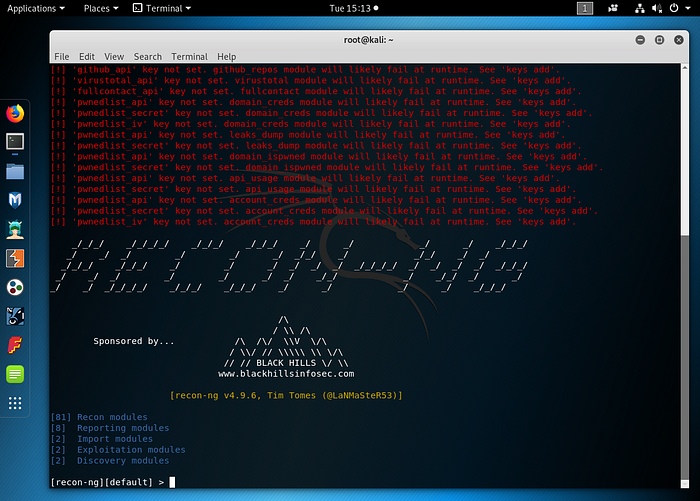 Applications Places Terminal Tue 15:13 1
root@kali: ~
File Edit View Search Terminal Help
[!] 'github_api' key not set. github_repos module will likely fail at runtime. See 'keys add'.
[!] 'virustotal_api' key not set. virustotal module will likely fail at runtime. See 'keys add'.
[!] 'fullcontact_api' key not set. fullcontact module will likely fail at runtime. See 'keys add'.
[!] 'pwnedlist_api' key not set. domain_creds module will likely fail at runtime. See 'keys add'.
[!] 'pwnedlist_secret' key not set. domain_creds module will likely fail at runtime. See 'keys add'.
[!] 'pwnedlist_iv' key not set. domain_creds module will likely fail at runtime. See 'keys add'.
[!] 'pwnedlist_api' key not set. leaks_dump module will likely fail at runtime. See 'keys add'.
[!] 'pwnedlist_secret' key not set. leaks_dump module will likely fail at runtime. See 'keys add'.
[!] 'pwnedlist_api' key not set. domain_ispwned module will likely fail at runtime. See 'keys add'.
[!] 'pwnedlist_secret' key not set. domain_ispwned module will likely fail at runtime. See 'keys add'.
[!] 'pwnedlist_api' key not set. api_usage module will likely fail at runtime. See 'keys add'.
[!] 'pwnedlist_secret' key not set. api_usage module will likely fail at runtime. See 'keys add'.
[!] 'pwnedlist_api' key not set. account_creds module will likely fail at runtime. See 'keys add'.
[!] 'pwnedlist_secret' key not set. account_creds module will likely fail at runtime. See 'keys add'.
[!] 'pwnedlist_iv' key not set. account_creds module will likely fail at runtime. See 'keys add'.
RECON-NG
Sponsored by...
BLACK HILLS
www.blackhillsinfosec.com
[recon-ng v4.9.6, Tim Tomes (@LaNMaSteR53)]
[81] Recon modules
[8] Reporting modules
[2] Import modules
[2] Exploitation modules
[2] Discovery modules
[recon-ng][default] >